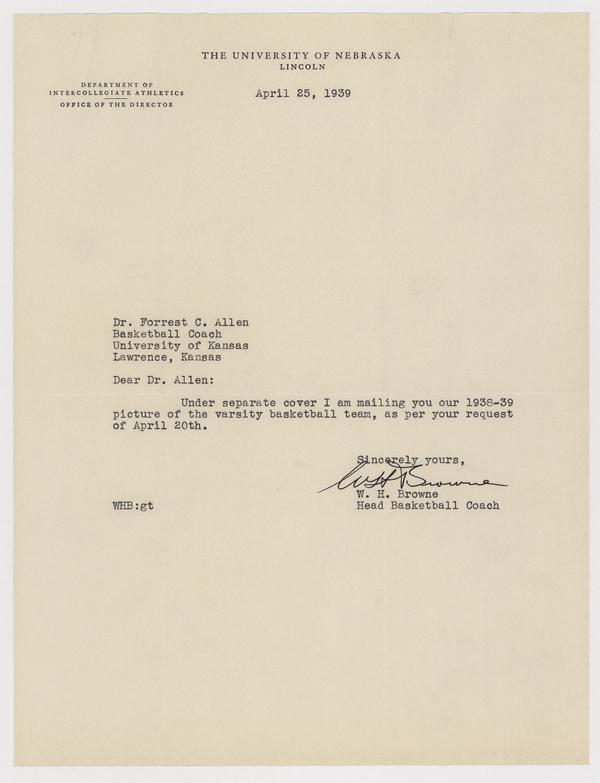 THE UNIVERSITY OF NEBRASKA
LINCOLN
DEPARTMENT OF
INTERCOLLEGIATE ATHLETICS
OFFICE OF THE DIRECTOR
April 25, 1939
Dr. Forrest C. Allen
Basketball Coach
University of Kansas
Lawrence, Kansas
Dear Dr. Allen:
Under separate cover I am mailing you our 1938-39
picture of the varsity basketball team, as per your request
of April 20th.
Sincerely yours,
WH Browne
W. H. Browne
WHB:gt Head Basketball Coach